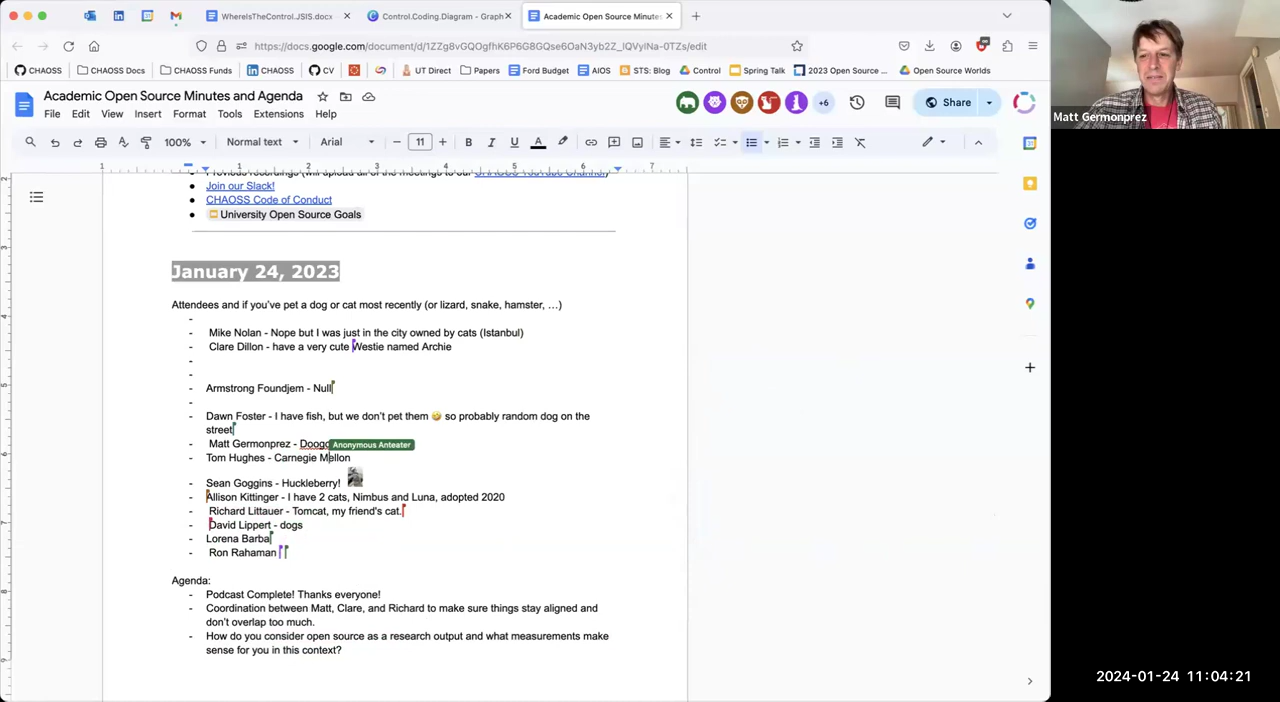 WhereIsTheControl.JSIS.docx
Control.Coding.Diagram - Graph
Academic Open Source Minutes
https://docs.google.com/document/d/1ZZg8vGQOgfhK6P6G8GQse6OaN3yb2Z_lQVylNa-0TZs/edit
CHAOSS
CHAOSS Docs
CHAOSS Funds
CHAOSS
CV
UT Direct
Papers
Ford Budget
AIOS
STS: Blog
Control
Spring Talk
2023 Open Source ...
Open Source Worlds
Academic Open Source Minutes and Agenda
File Edit View Insert Format Tools Extensions Help
+6
Share
100%
Normal text
Arial
11
1 1 2 3 4 5 6 7
Join our Slack!
CHAOSS Code of Conduct
University Open Source Goals
January 24, 2023
Attendees and if you've pet a dog or cat most recently (or lizard, snake, hamster, …)
-
- Mike Nolan - Nope but I was just in the city owned by cats (Istanbul)
- Clare Dillon - have a very cute Westie named Archie
-
-
- Armstrong Foundjem - Null
-
- Dawn Foster - I have fish, but we don't pet them 🤣 so probably random dog on the
street
- Matt Germonprez -
Anonymous Anteater
- Tom Hughes - Carnegie Mellon
- Sean Goggins - Huckleberry!
- Allison Kittinger - I have 2 cats, Nimbus and Luna, adopted 2020
- Richard Littauer - Tomcat, my friend's cat.
- David Lippert - dogs
- Lorena Barba
- Ron Rahaman
Agenda:
- Podcast Complete! Thanks everyone!
- Coordination between Matt, Clare, and Richard to make sure things stay aligned and
don't overlap too much.
- How do you consider open source as a research output and what measurements make
sense for you in this context?
Matt Germonprez
2024-01-24 11:04:21